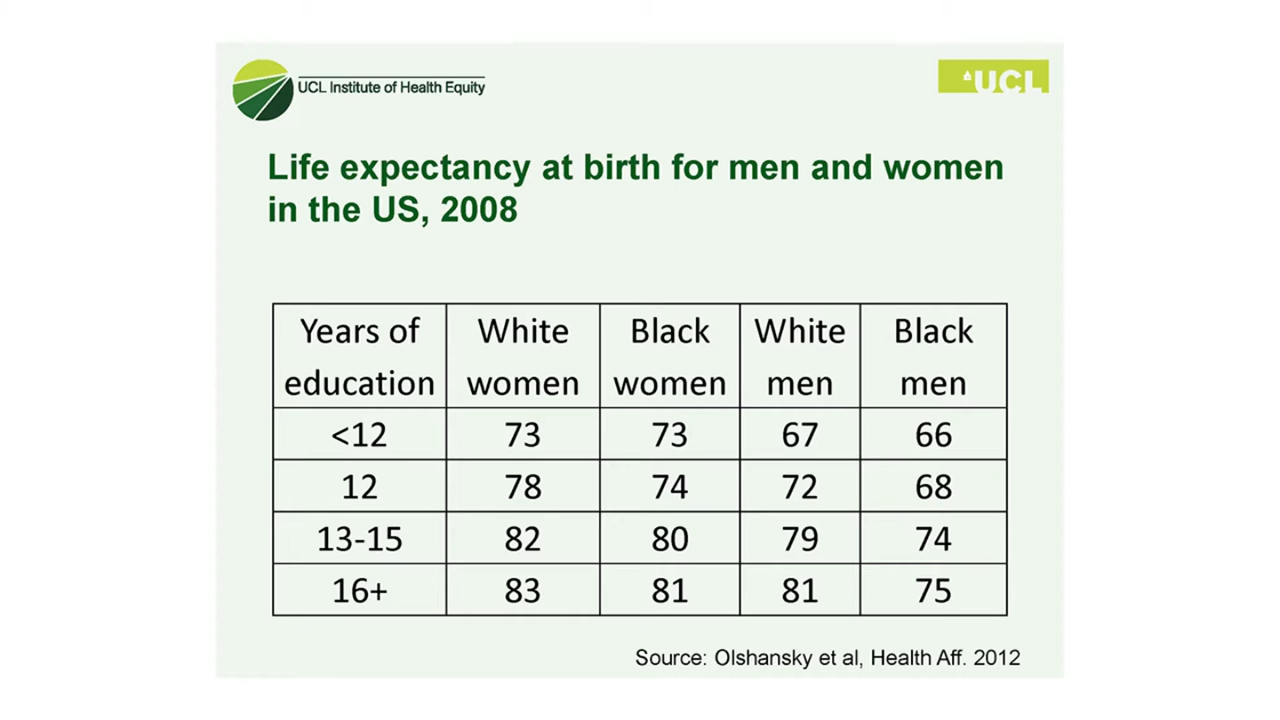 UCL Institute of Health Equity
UCL
Life expectancy at birth for men and women
in the US, 2008
Years of education White women Black women White men Black men
<12 73 73 67 66
12 78 74 72 68
13-15 82 80 79 74
16+ 83 81 81 75
Source: Olshansky et al, Health Aff. 2012